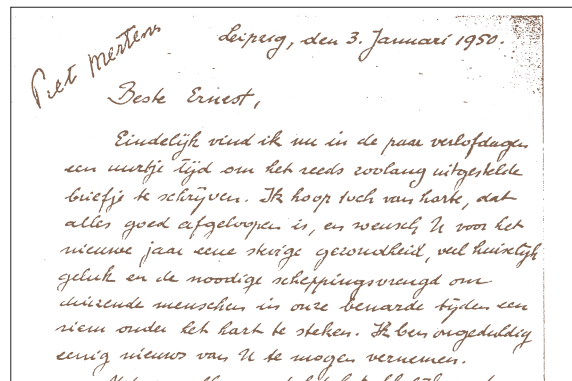 Piet Mertens
Leipzig, den 3. Januari 1950.
Beste Ernest,
Eindelijk vind ik nu in de paar verlofdagen
een uurtje tijd om het reeds zoolang uitgestelde
briefje te schrijven. Ik hoop toch van harte, dat
alles goed afgeloopen is, en wensch U voor het
nieuwe jaar eene stevige gezondheid, veel huiselijk
geluk en de noodige scheppingsvreugd om
duizende menschen in onze benarde tijden een
riem onder het hart te steken. Ik ben ongeduldig
eenig nieuws van U te mogen vernemen.